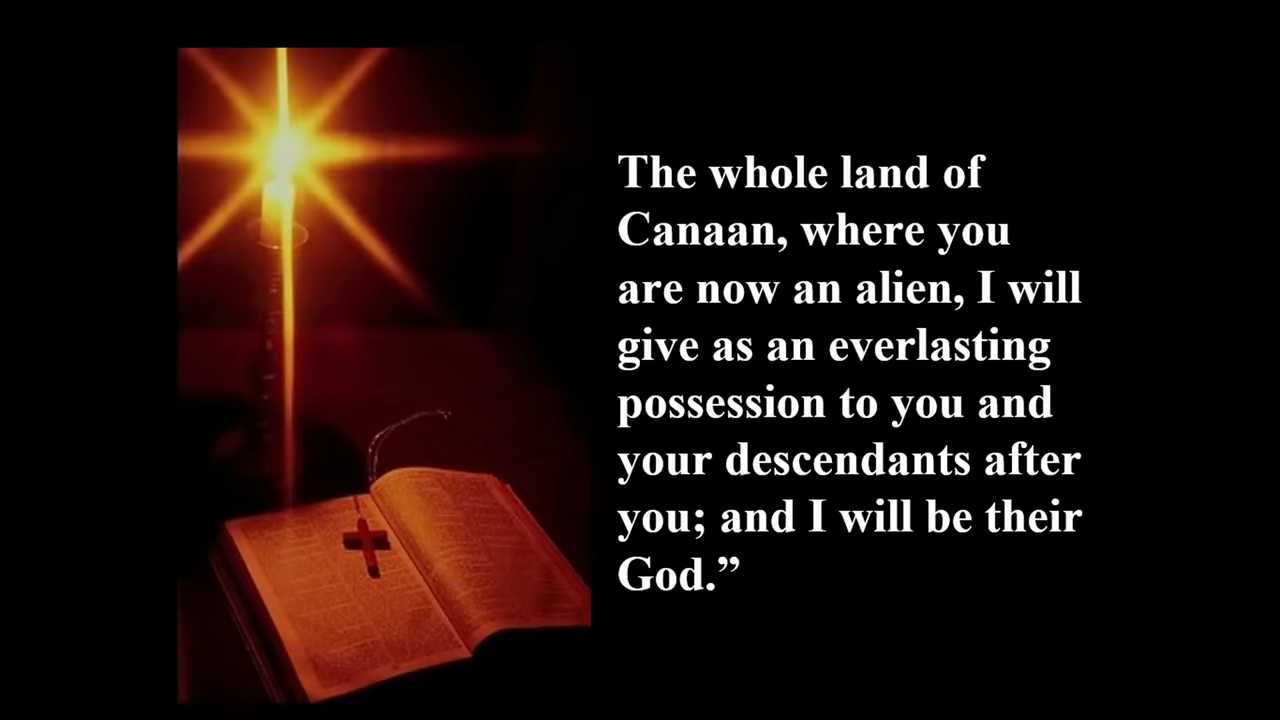 The whole land of
Canaan, where you
are now an alien, I will
give as an everlasting
possession to you and
your descendants after
you; and I will be their
God.”